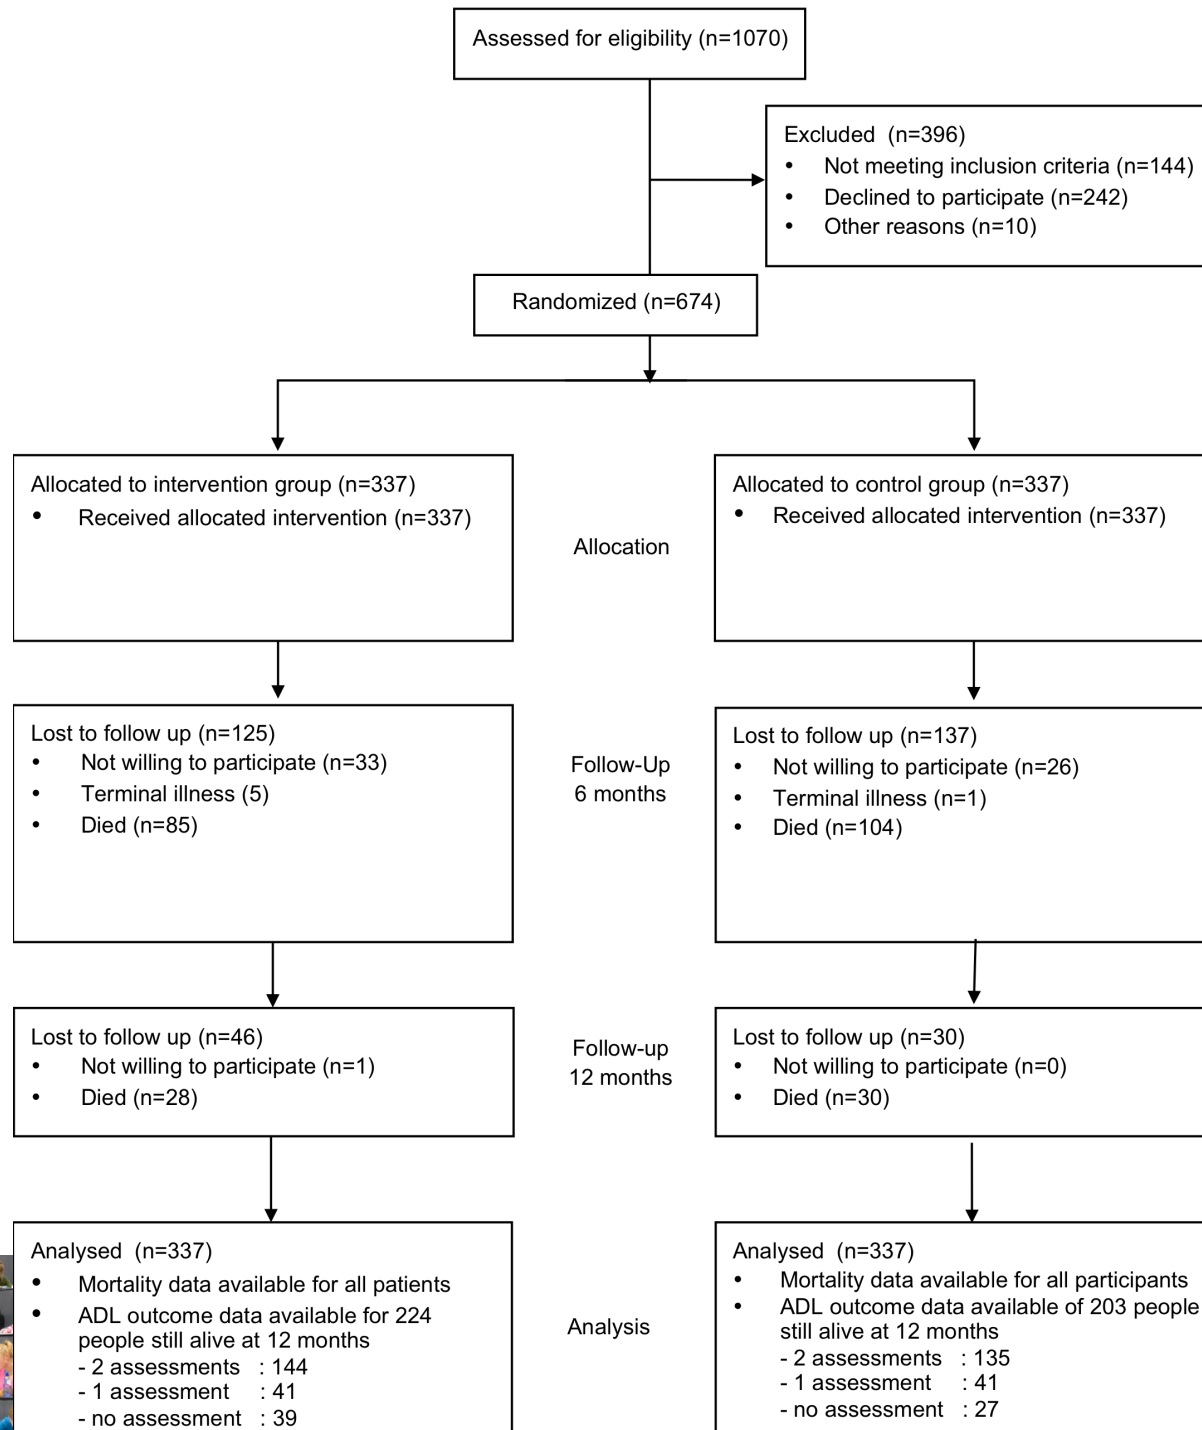 Assessed for eligibility (n=1070)
Excluded (n=396)
• Not meeting inclusion criteria (n=144)
• Declined to participate (n=242)
• Other reasons (n=10)
Randomized (n=674)
Allocated to intervention group (n=337)
• Received allocated intervention (n=337)
Allocation
Allocated to control group (n=337)
• Received allocated intervention (n=337)
Lost to follow up (n=125)
• Not willing to participate (n=33)
• Terminal illness (5)
• Died (n=85)
Follow-Up
6 months
Lost to follow up (n=137)
• Not willing to participate (n=26)
• Terminal illness (n=1)
• Died (n=104)
Lost to follow up (n=46)
• Not willing to participate (n=1)
• Died (n=28)
Follow-up
12 months
Lost to follow up (n=30)
• Not willing to participate (n=0)
• Died (n=30)
Analysed (n=337)
• Mortality data available for all patients
• ADL outcome data available for 224
people still alive at 12 months
- 2 assessments : 144
- 1 assessment : 41
- no assessment : 39
Analysis
Analysed (n=337)
• Mortality data available for all participants
• ADL outcome data available of 203 people
still alive at 12 months
- 2 assessments : 135
- 1 assessment : 41
- no assessment : 27